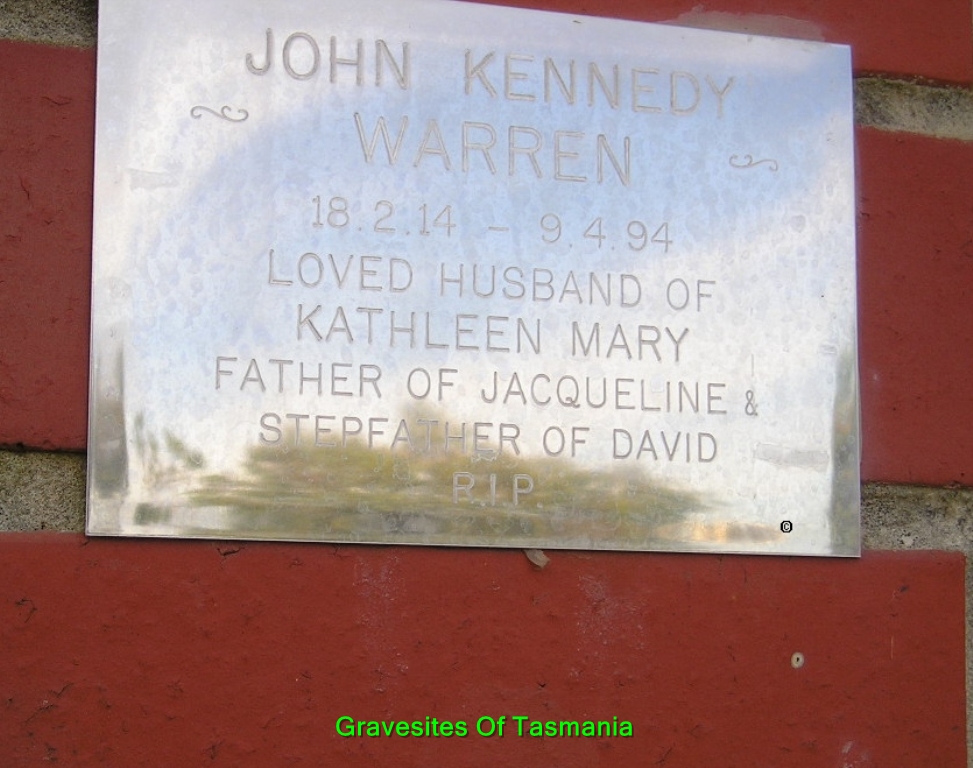 JOHN KENNEDY
WARREN
18.2.14 - 9.4.94
LOVED HUSBAND OF
KATHLEEN MARY
FATHER OF JACQUELINE &
STEPFATHER OF DAVID
R.I.P
©
Gravesites Of Tasmania